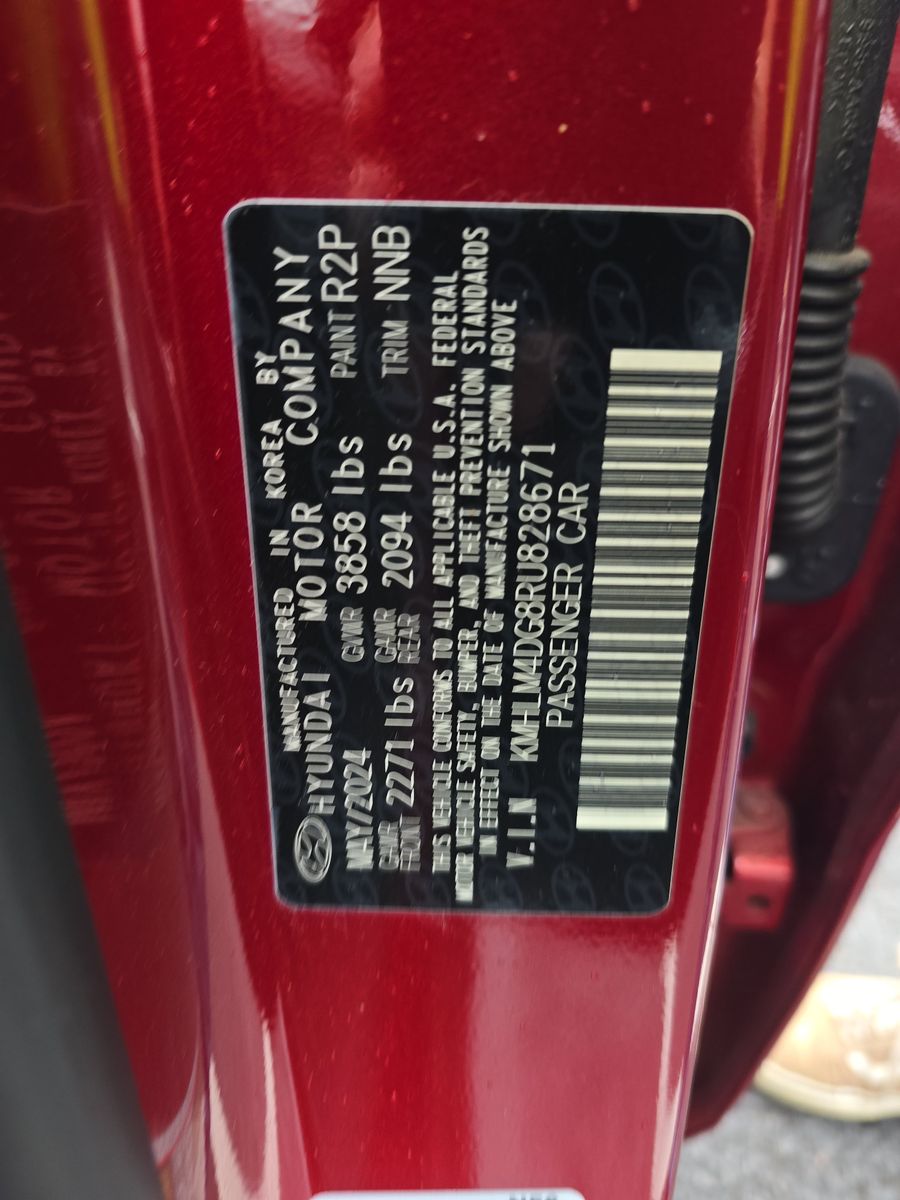 MANUFACTURED IN KOREA BY
HYUNDAI MOTOR COMPANY
MAY/2024 GVWR 3858 lbs PAINT R2P
GAWR FRONT 2271 lbs GAWR REAR 2094 lbs TRIM NNB
THIS VEHICLE CONFORMS TO ALL APPLICABLE U.S.A. FEDERAL
MOTOR VEHICLE SAFETY, BUMPER, AND THEFT PREVENTION STANDARDS
IN EFFECT ON THE DATE OF MANUFACTURE SHOWN ABOVE
V.I.N KMHLM4DG8RU828671
PASSENGER CAR